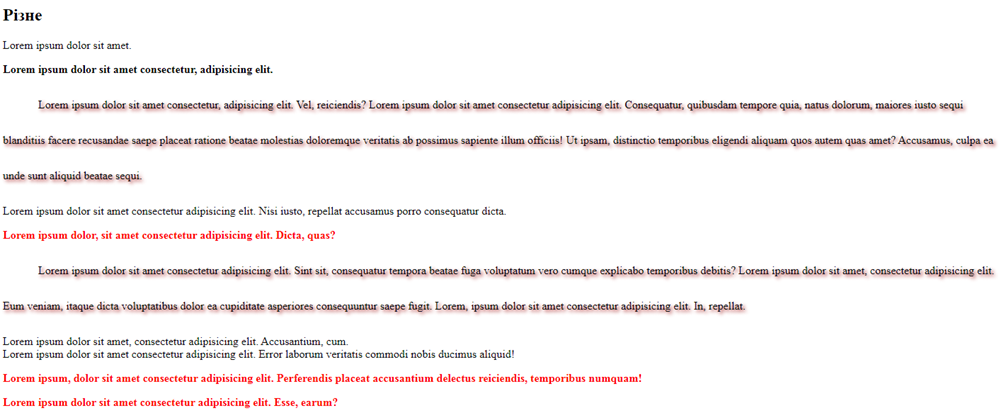 Різне
Lorem ipsum dolor sit amet.
Lorem ipsum dolor sit amet consectetur, adipisicing elit.
Lorem ipsum dolor sit amet consectetur, adipisicing elit. Vel, reiciendis? Lorem ipsum dolor sit amet consectetur adipisicing elit. Consequatur, quibusdam tempore quia, natus dolorum, maiores iusto sequi
blanditiis facere recusandae saepe placeat ratione beatae molestias doloremque veritatis ab possimus sapiente illum officiis! Ut ipsam, distinctio temporibus eligendi aliquam quos autem quas amet? Accusamus, culpa ea
unde sunt aliquid beatae sequi.
Lorem ipsum dolor sit amet consectetur adipisicing elit. Nisi iusto, repellat accusamus porro consequatur dicta.
Lorem ipsum dolor, sit amet consectetur adipisicing elit. Dicta, quas?
Lorem ipsum dolor sit amet consectetur adipisicing elit. Sint sit, consequatur tempora beatae fuga voluptatum vero cumque explicabo temporibus debitis? Lorem ipsum dolor sit amet, consectetur adipisicing elit.
Eum veniam, itaque dicta voluptatibus dolor ea cupiditate asperiores consequuntur saepe fugit. Lorem, ipsum dolor sit amet consectetur adipisicing elit. In, repellat.
Lorem ipsum dolor sit amet, consectetur adipisicing elit. Accusantium, cum.
Lorem ipsum dolor sit amet consectetur adipisicing elit. Error laborum veritatis commodi nobis ducimus aliquid!
Lorem ipsum, dolor sit amet consectetur adipisicing elit. Perferendis placeat accusantium delectus reiciendis, temporibus numquam!
Lorem ipsum dolor sit amet consectetur adipisicing elit. Esse, earum?